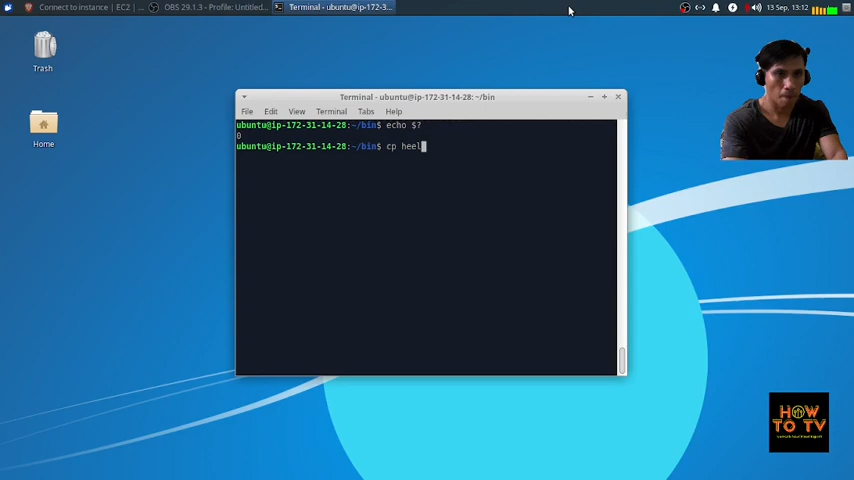 Connect to instance | EC2 | ...
OBS 29.1.3 - Profile: Untitled...
Terminal - ubuntu@ip-172-3...
13 Sep, 13:12
Trash
Home
Terminal - ubuntu@ip-172-31-14-28: ~/bin
File Edit View Terminal Tabs Help
ubuntu@ip-172-31-14-28:~/bin$ echo $?
0
ubuntu@ip-172-31-14-28:~/bin$ cp heel
HOW
TO TV